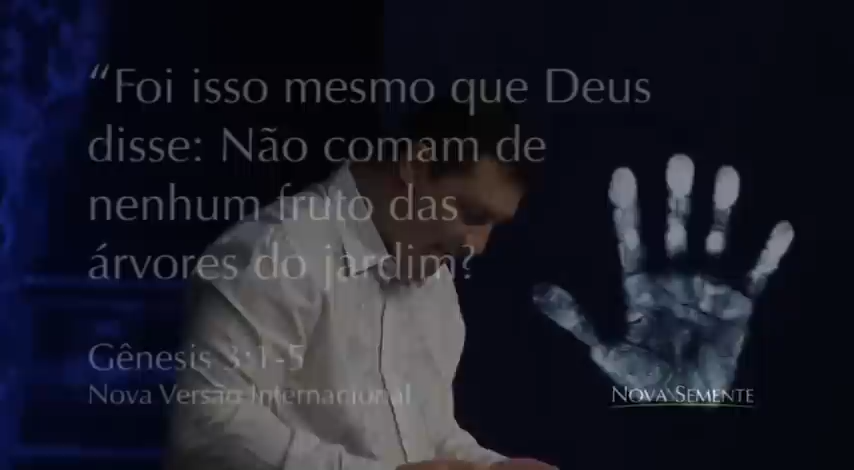 “Foi isso mesmo que Deus
disse: Não comam de
nenhum fruto das
árvores do jardim?
Gênesis 3:1-5
Nova Versão Internacional
NOVA SEMENTE